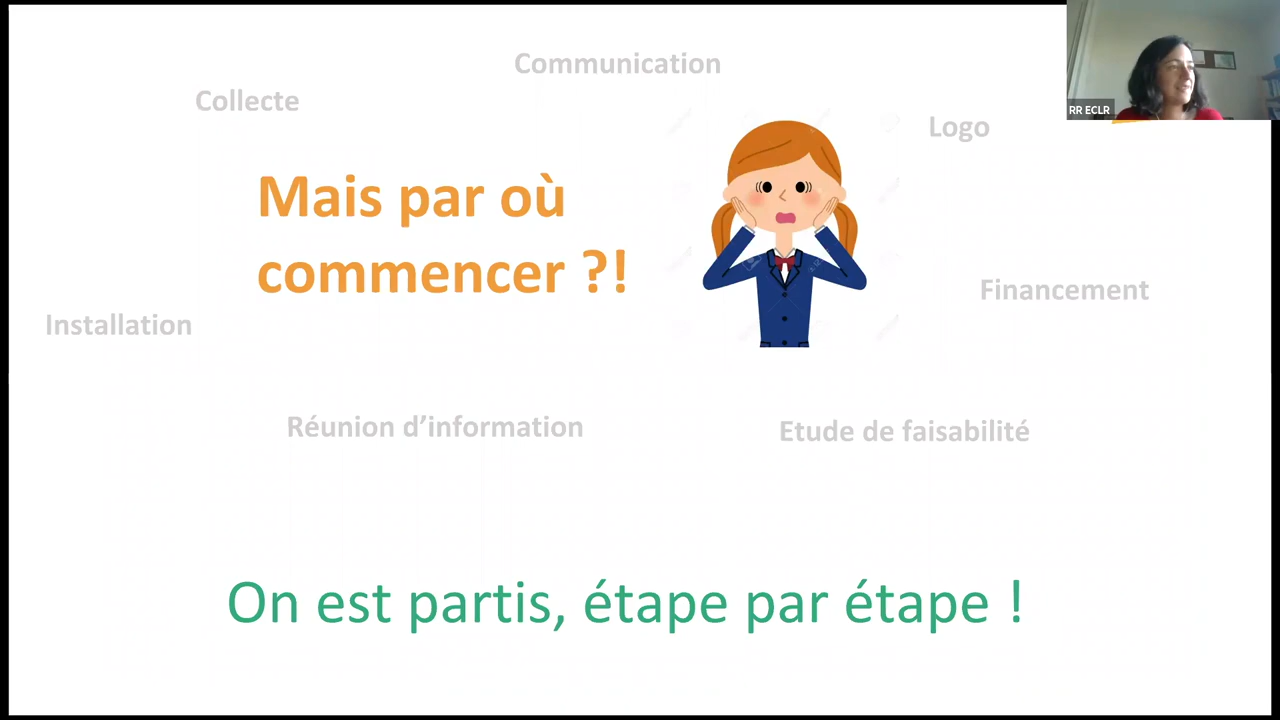 Communication
Collecte
Logo
RR ECLR
Mais par où
commencer ?!
Financement
Installation
Réunion d’information
Etude de faisabilité
On est partis, étape par étape !